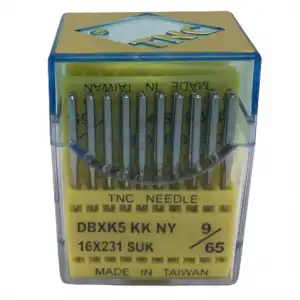 TNC
MADE IN TAIWAN
TNC NEEDLE
DBXK5 KK NY 9
16X231 SUK 65
MADE IN TAIWAN